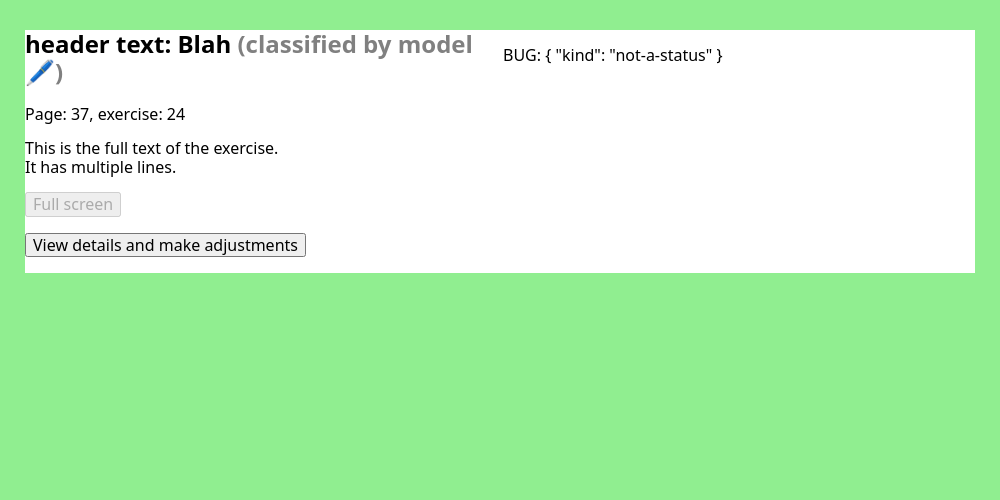 header text: Blah (classified by model
🖊️)
Page: 37, exercise: 24
This is the full text of the exercise.
It has multiple lines.
Full screen
View details and make adjustments
BUG: { "kind": "not-a-status" }